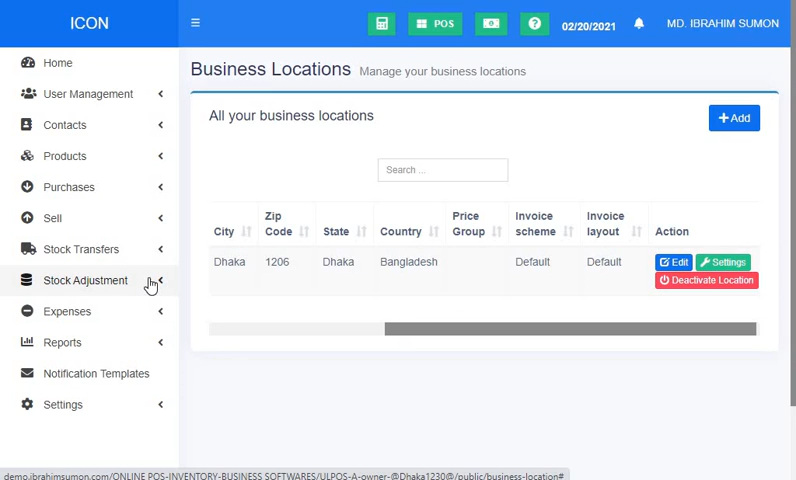 ICON
POS
02/20/2021
MD. IBRAHIM SUMON
Home
User Management
Contacts
Products
Purchases
Sell
Stock Transfers
Stock Adjustment
Expenses
Reports
Notification Templates
Settings
Business Locations Manage your business locations
All your business locations
Add
Search ...
City Zip Code State Country Price Group Invoice scheme Invoice layout Action
Dhaka 1206 Dhaka Bangladesh Default Default Edit Settings
Deactivate Location
demo.ibrahimsumon.com/ONLINE POS-INVENTORY-BUSINESS SOFTWARES/ULPOS-A-owner-@Dhaka1230@/public/business-location#